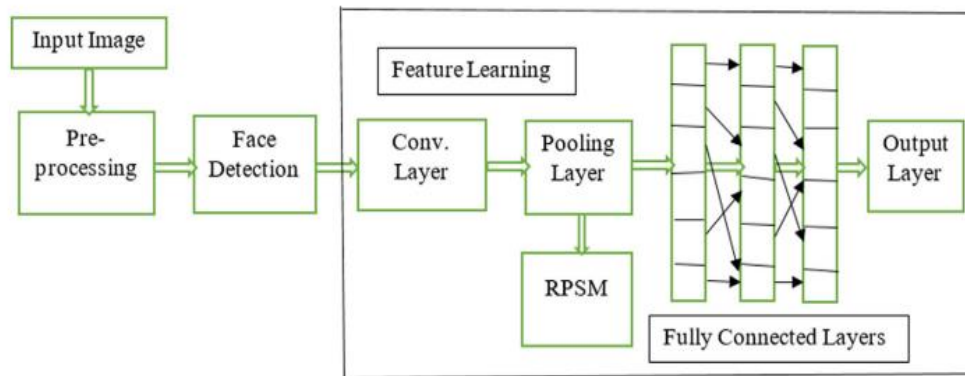 Input Image
Pre-
processing
Face
Detection
Feature Learning
Conv.
Layer
Pooling
Layer
RPSM
Fully Connected Layers
Output
Layer